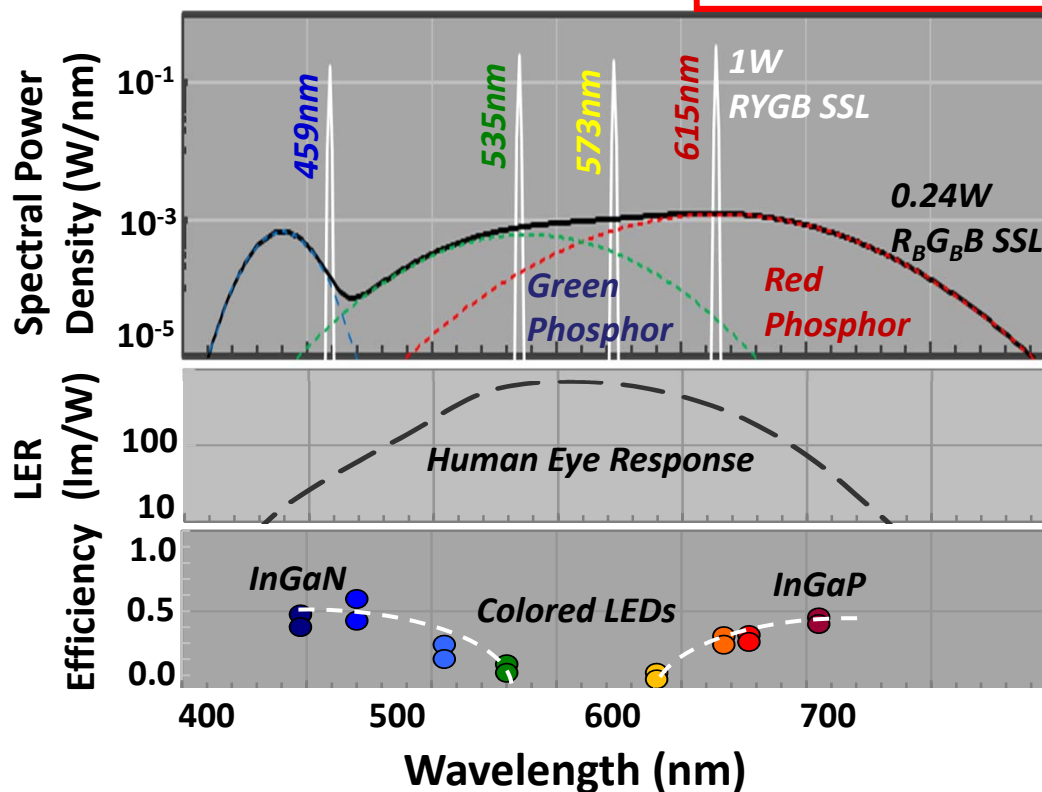 Spectral Power
Density (W/nm)
10-1
10-3
10-5
459nm
535nm
573nm
615nm
1W
RYGB SSL
0.24W
RBGBB SSL
Green
Phosphor
Red
Phosphor
LER
(lm/W)
100
10
Human Eye Response
Efficiency
1.0
0.5
0.0
InGaN
Colored LEDs
InGaP
400 500 600 700
Wavelength (nm)